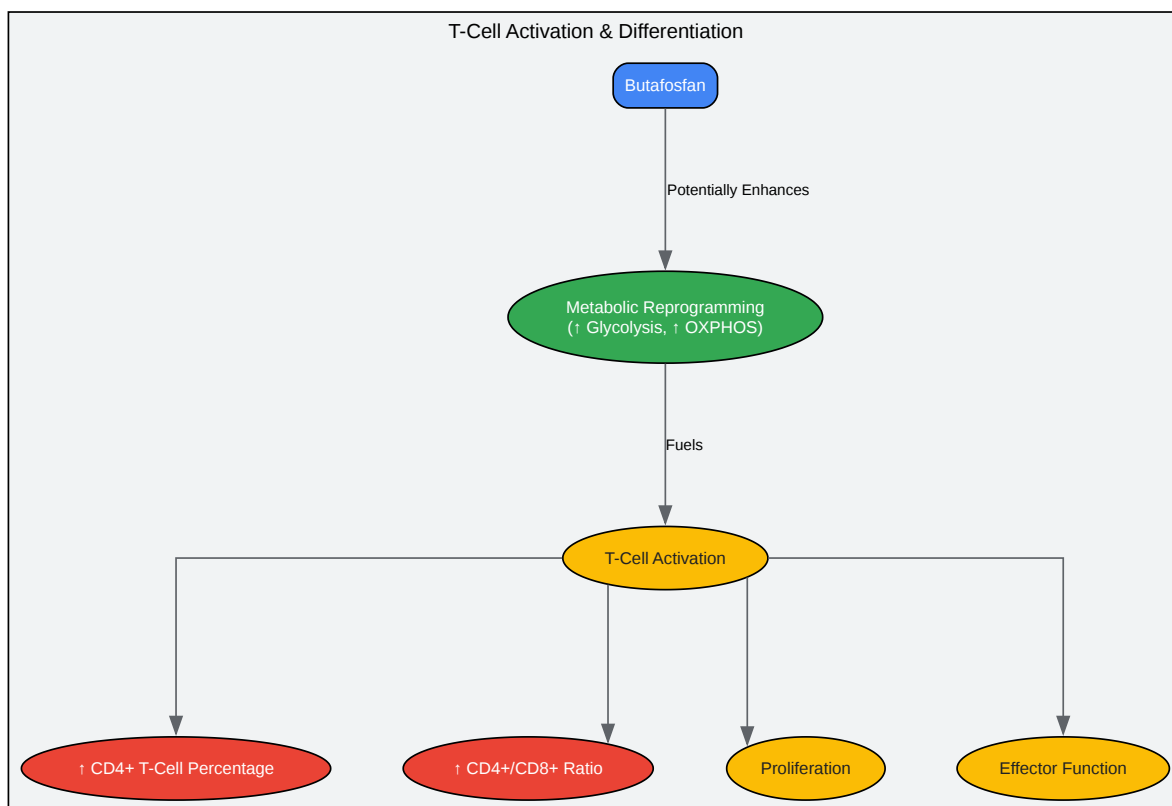 T-Cell Activation & Differentiation
Butafosfan
Potentially Enhances
Metabolic Reprogramming
(↑ Glycolysis, ↑ OXPHOS)
Fuels
T-Cell Activation
↑ CD4+ T-Cell Percentage
↑ CD4+/CD8+ Ratio
Proliferation
Effector Function